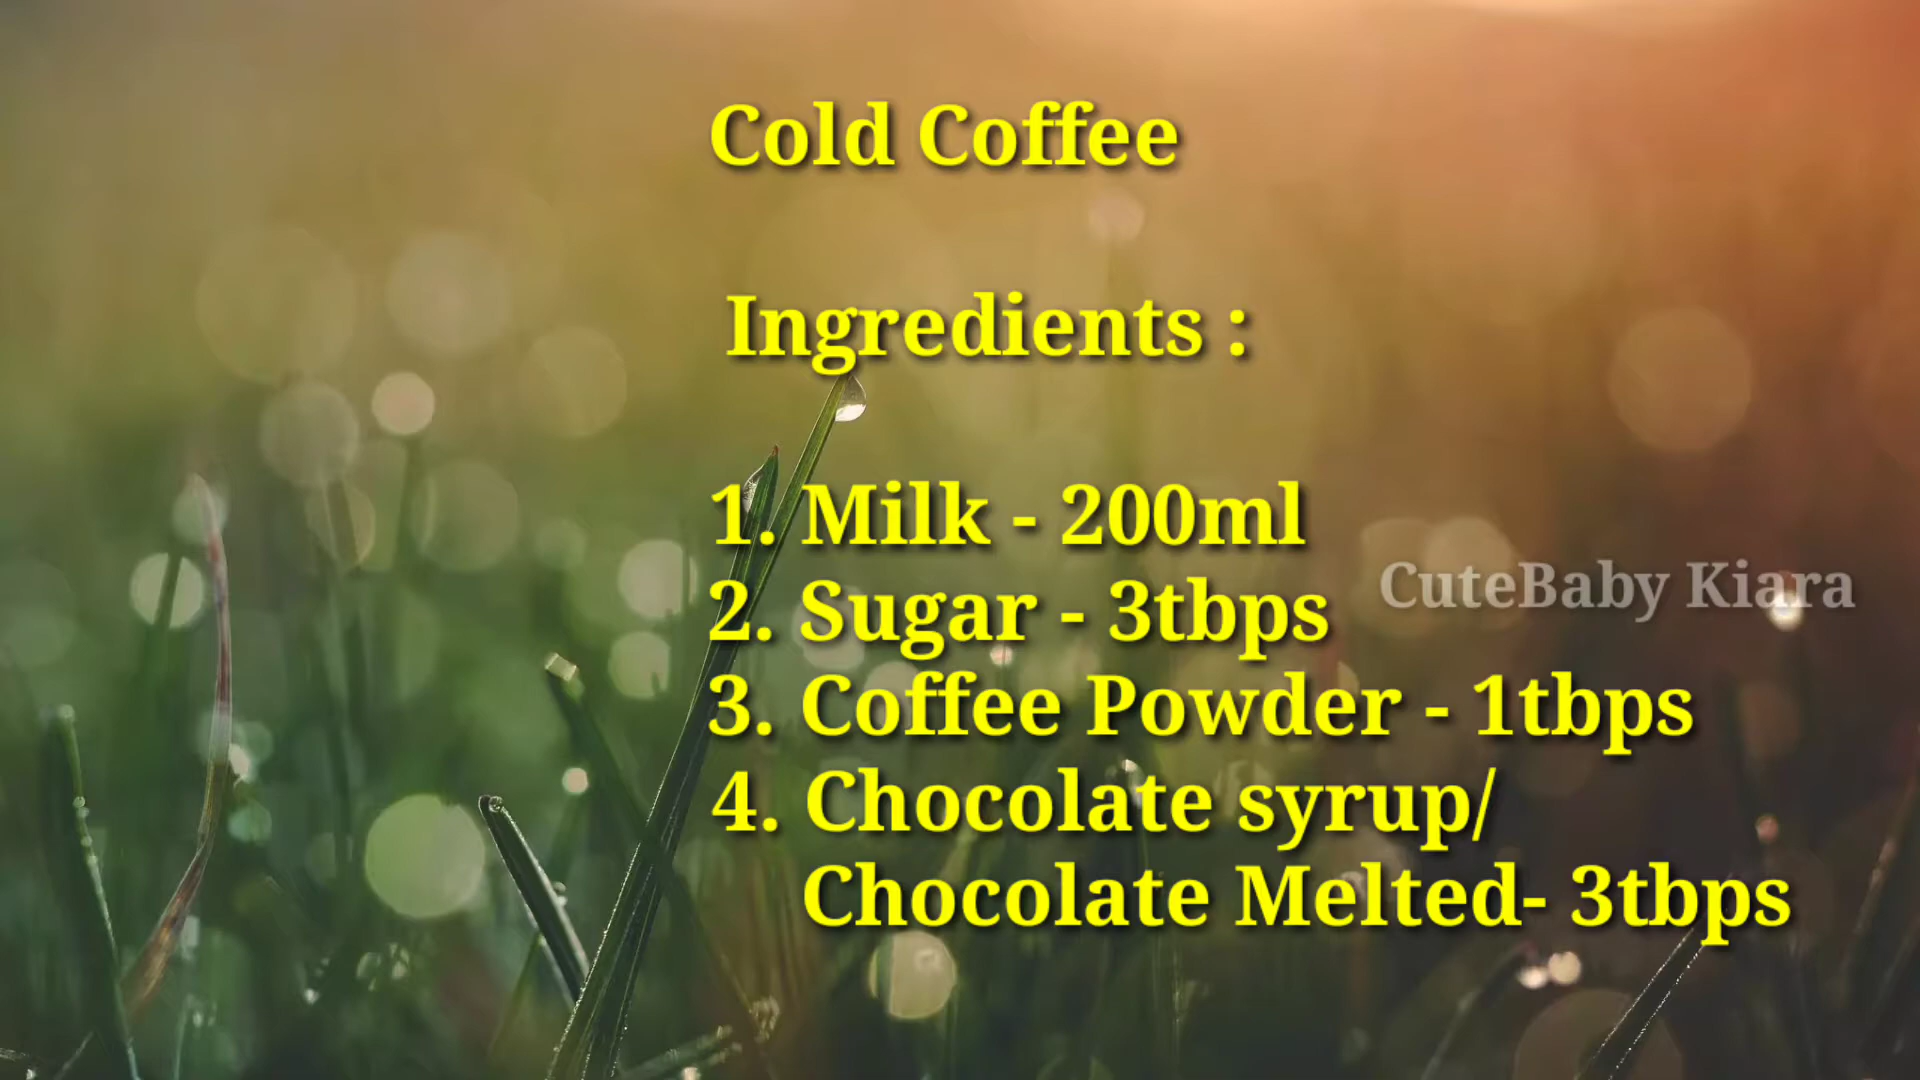 Cold Coffee
Ingredients :
1. Milk - 200ml
2. Sugar - 3tbps
CuteBaby Kiara
3. Coffee Powder - 1tbps
4. Chocolate syrup/
Chocolate Melted- 3tbps